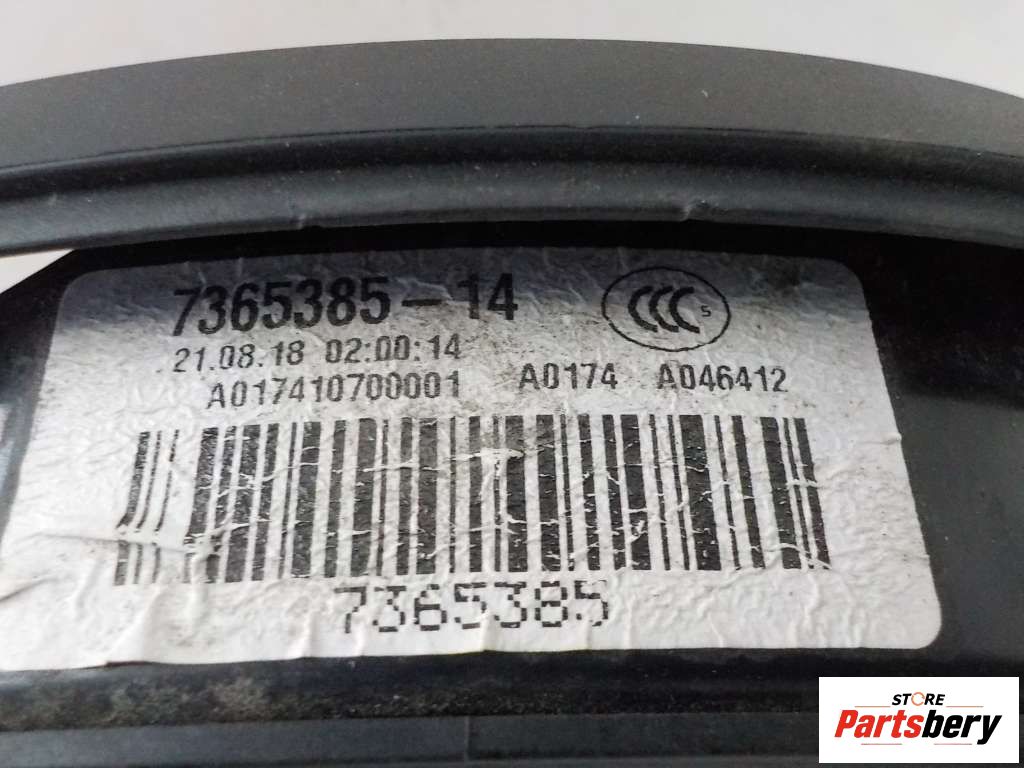 7365385-14
CCC S
21.08.18 02:00:14
A017410700001 A0174 A046412
7365385
STORE
Partsbery